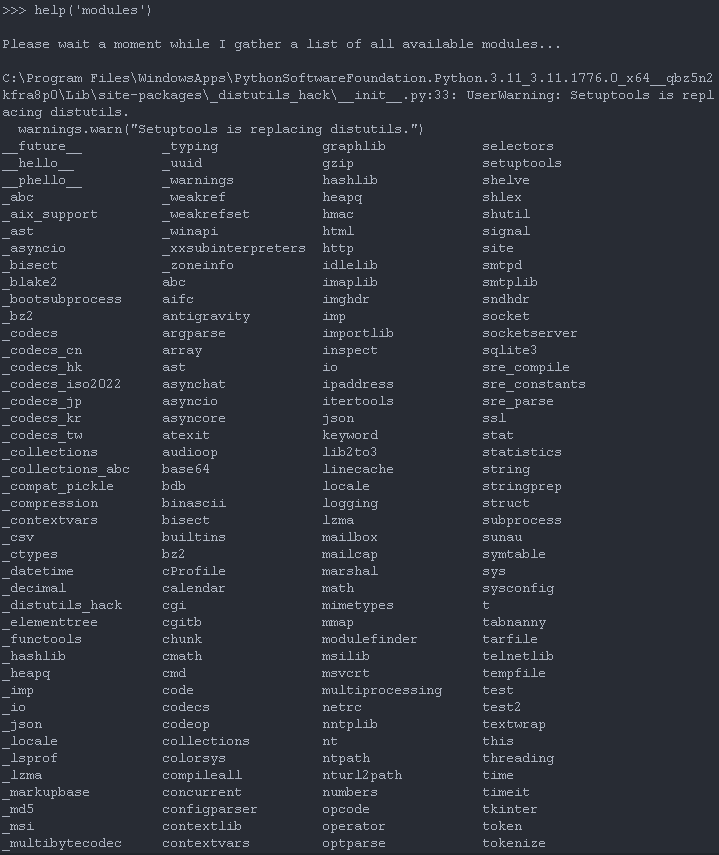 >>> help('modules')
Please wait a moment while I gather a list of all available modules...
C:\Program Files\WindowsApps\PythonSoftwareFoundation.Python.3.11_3.11.1776.0_x64__qbz5n2
kfra8p0\Lib\site-packages\_distutils_hack\__init__.py:33: UserWarning: Setuptools is repl
acing distutils.
  warnings.warn("Setuptools is replacing distutils.")
__future__          _typing             graphlib            selectors
__hello__           _uuid               gzip                setuptools
__phello__          _warnings           hashlib             shelve
_abc                _weakref            heapq               shlex
_aix_support        _weakrefset         hmac                shutil
_ast                _winapi             html                signal
_asyncio            _xxsubinterpreters  http                site
_bisect             _zoneinfo           idlelib             smtpd
_blake2             abc                 imaplib             smtplib
_bootsubprocess     aifc                imghdr              sndhdr
_bz2                antigravity         imp                 socket
_codecs             argparse            importlib           socketserver
_codecs_cn          array               inspect             sqlite3
_codecs_hk          ast                 io                  sre_compile
_codecs_iso2022     asynchat            ipaddress           sre_constants
_codecs_jp          asyncio             itertools           sre_parse
_codecs_kr          asyncore            json                ssl
_codecs_tw          atexit              keyword             stat
_collections        audioop             lib2to3             statistics
_collections_abc    base64              linecache           string
_compat_pickle      bdb                 locale              stringprep
_compression        binascii            logging             struct
_contextvars        bisect              lzma                subprocess
_csv                builtins            mailbox             sunau
_ctypes             bz2                 mailcap             symtable
_datetime           cProfile            marshal             sys
_decimal            calendar            math                sysconfig
_distutils_hack     cgi                 mimetypes           t
_elementtree        cgitb               mmap                tabnanny
_functools          chunk               modulefinder        tarfile
_hashlib            cmath               msilib              telnetlib
_heapq              cmd                 msvcrt              tempfile
_imp                code                multiprocessing     test
_io                 codecs              netrc               test2
_json               codeop              nntplib             textwrap
_locale             collections         nt                  this
_lsprof             colorsys            ntpath              threading
_lzma               compileall          nturl2path          time
_markupbase         concurrent          numbers             timeit
_md5                configparser        opcode              tkinter
_msi                contextlib          operator            token
_multibytecodec     contextvars         optparse            tokenize